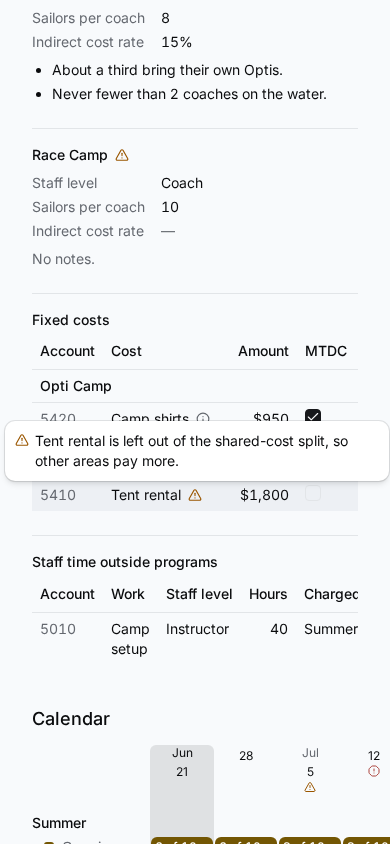 Sailors per coach 8
Indirect cost rate 15%
• About a third bring their own Optis.
• Never fewer than 2 coaches on the water.
Race Camp
Staff level Coach
Sailors per coach 10
Indirect cost rate —
No notes.
Fixed costs
Account Cost Amount MTDC
Opti Camp
5420 Camp shirts $950
Tent rental is left out of the shared-cost split, so
other areas pay more.
5410 Tent rental $1,800
Staff time outside programs
Account Work Staff level Hours Charged
5010 Camp Instructor 40 Summer
setup
Calendar
Jun 28 Jul 12
21 5
Summer